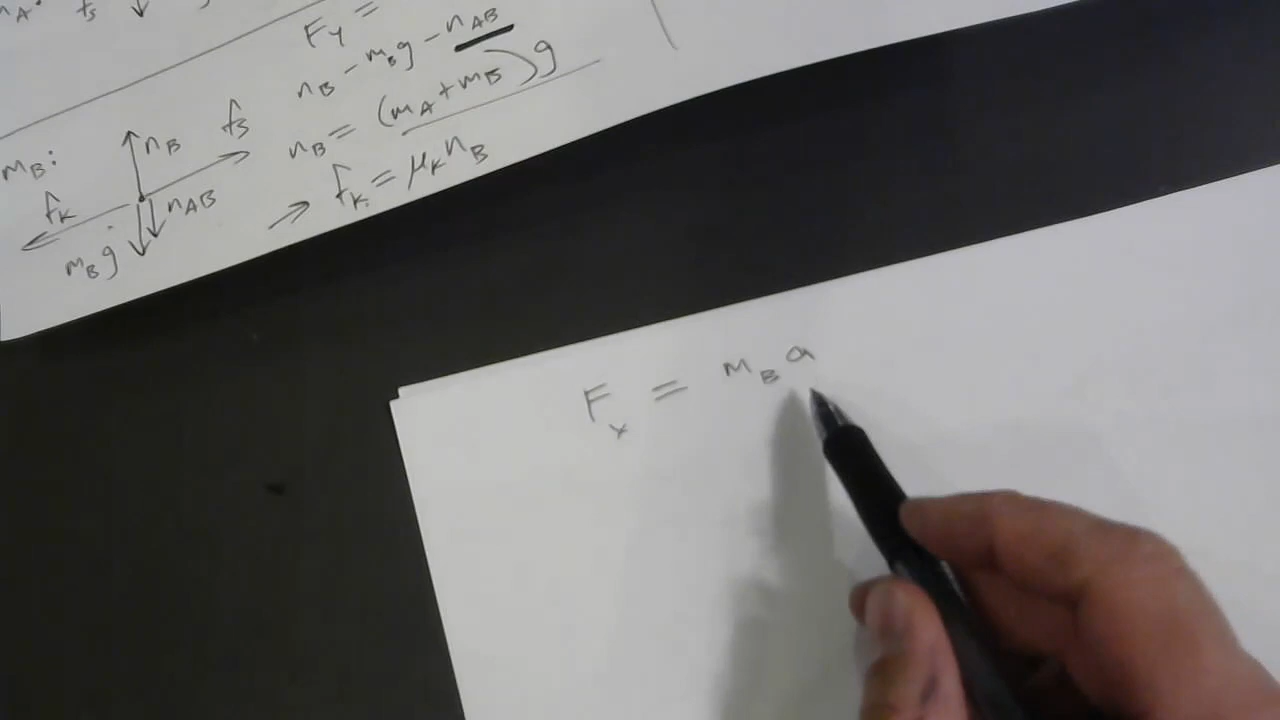 F_y =
n_B - m_B g - n_AB
n_B = (m_A + m_B) g
→ f_k = μ_k n_B
m_B:
n_B
f_s
f_k
n_AB
m_B g
F_x = m_B a